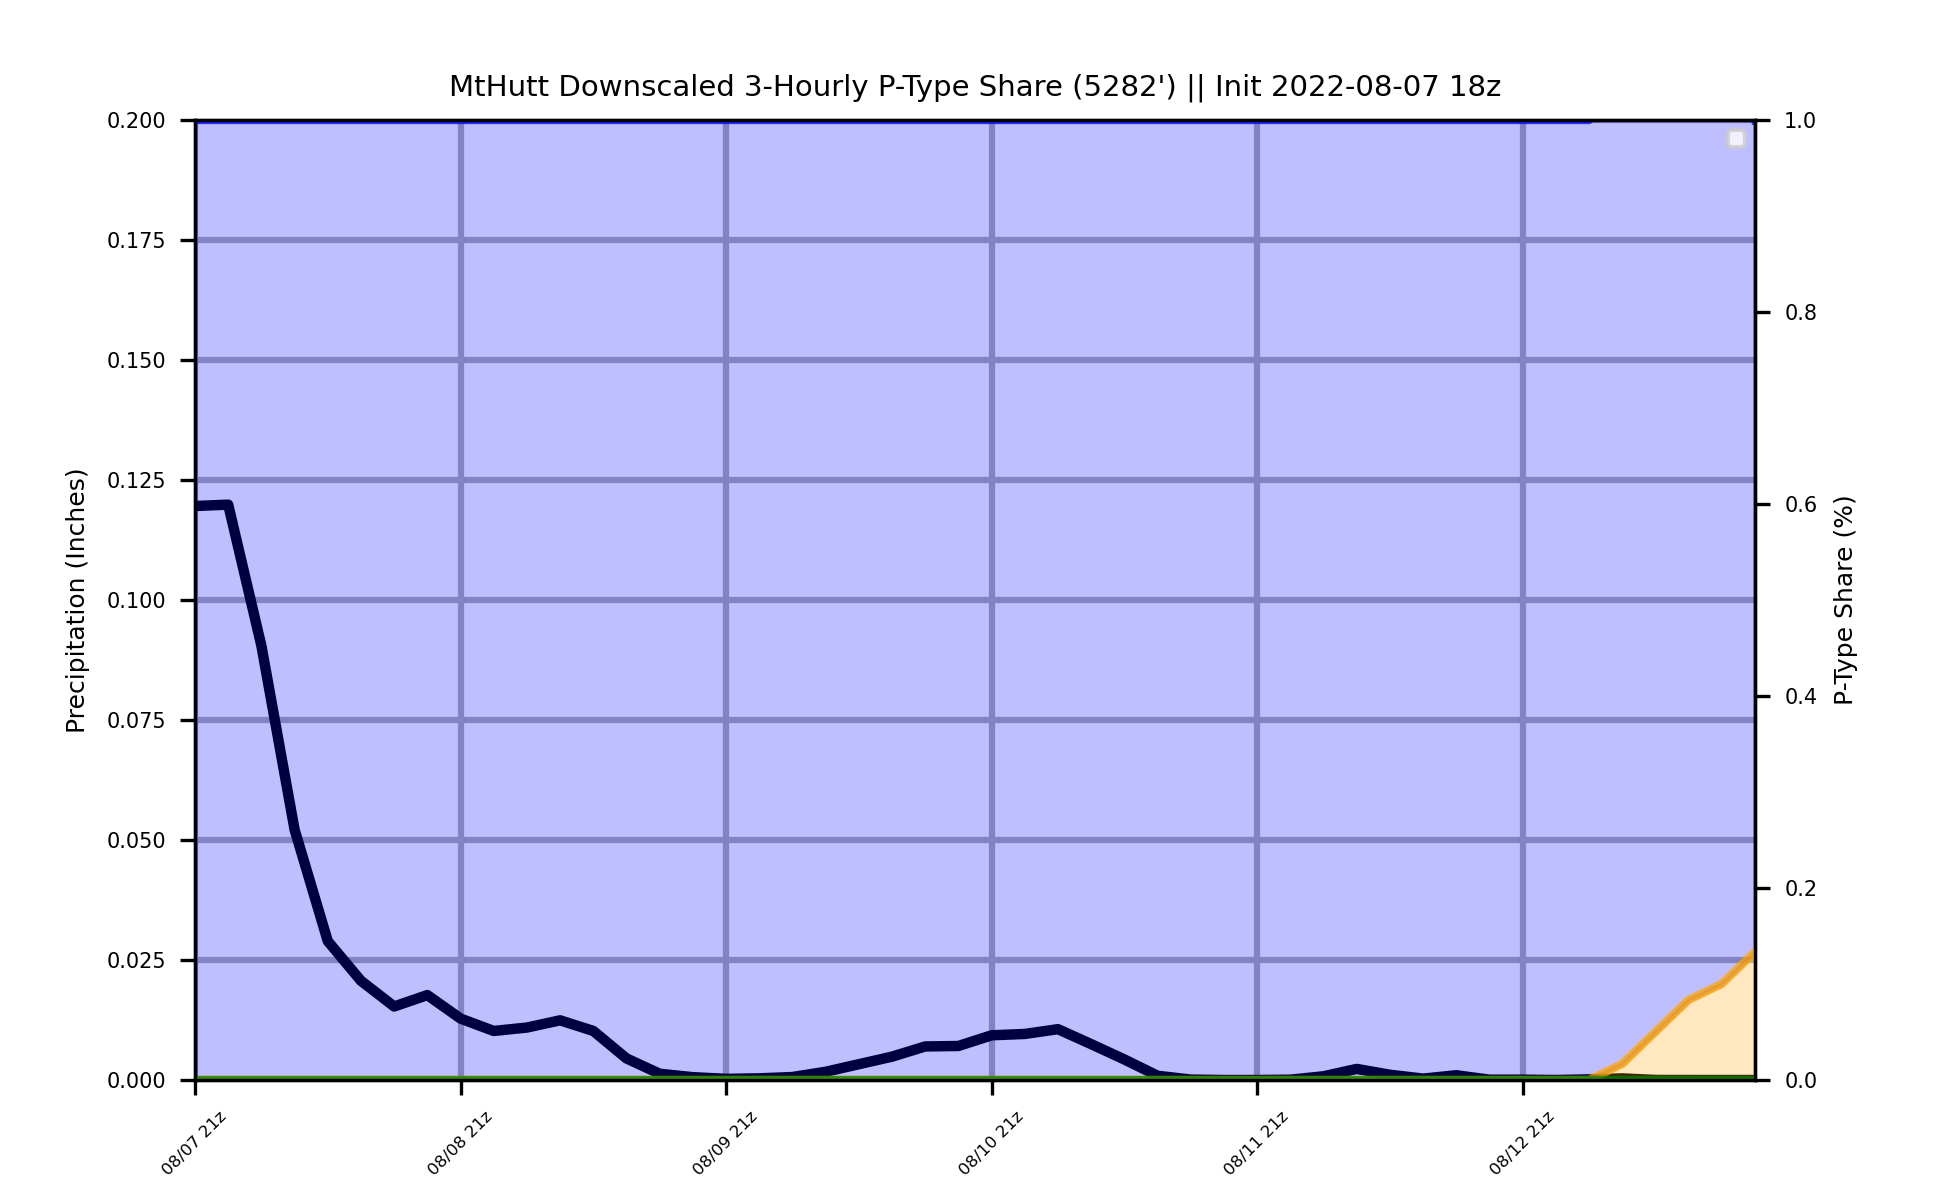 MtHutt Downscaled 3-Hourly P-Type Share (5282') || Init 2022-08-07 18z
0.200
0.175
0.150
0.125
0.100
0.075
0.050
0.025
0.000
Precipitation (Inches)
1.0
0.8
0.6
0.4
0.2
0.0
P-Type Share (%)
08/07 21z
08/08 21z
08/09 21z
08/10 21z
08/11 21z
08/12 21z